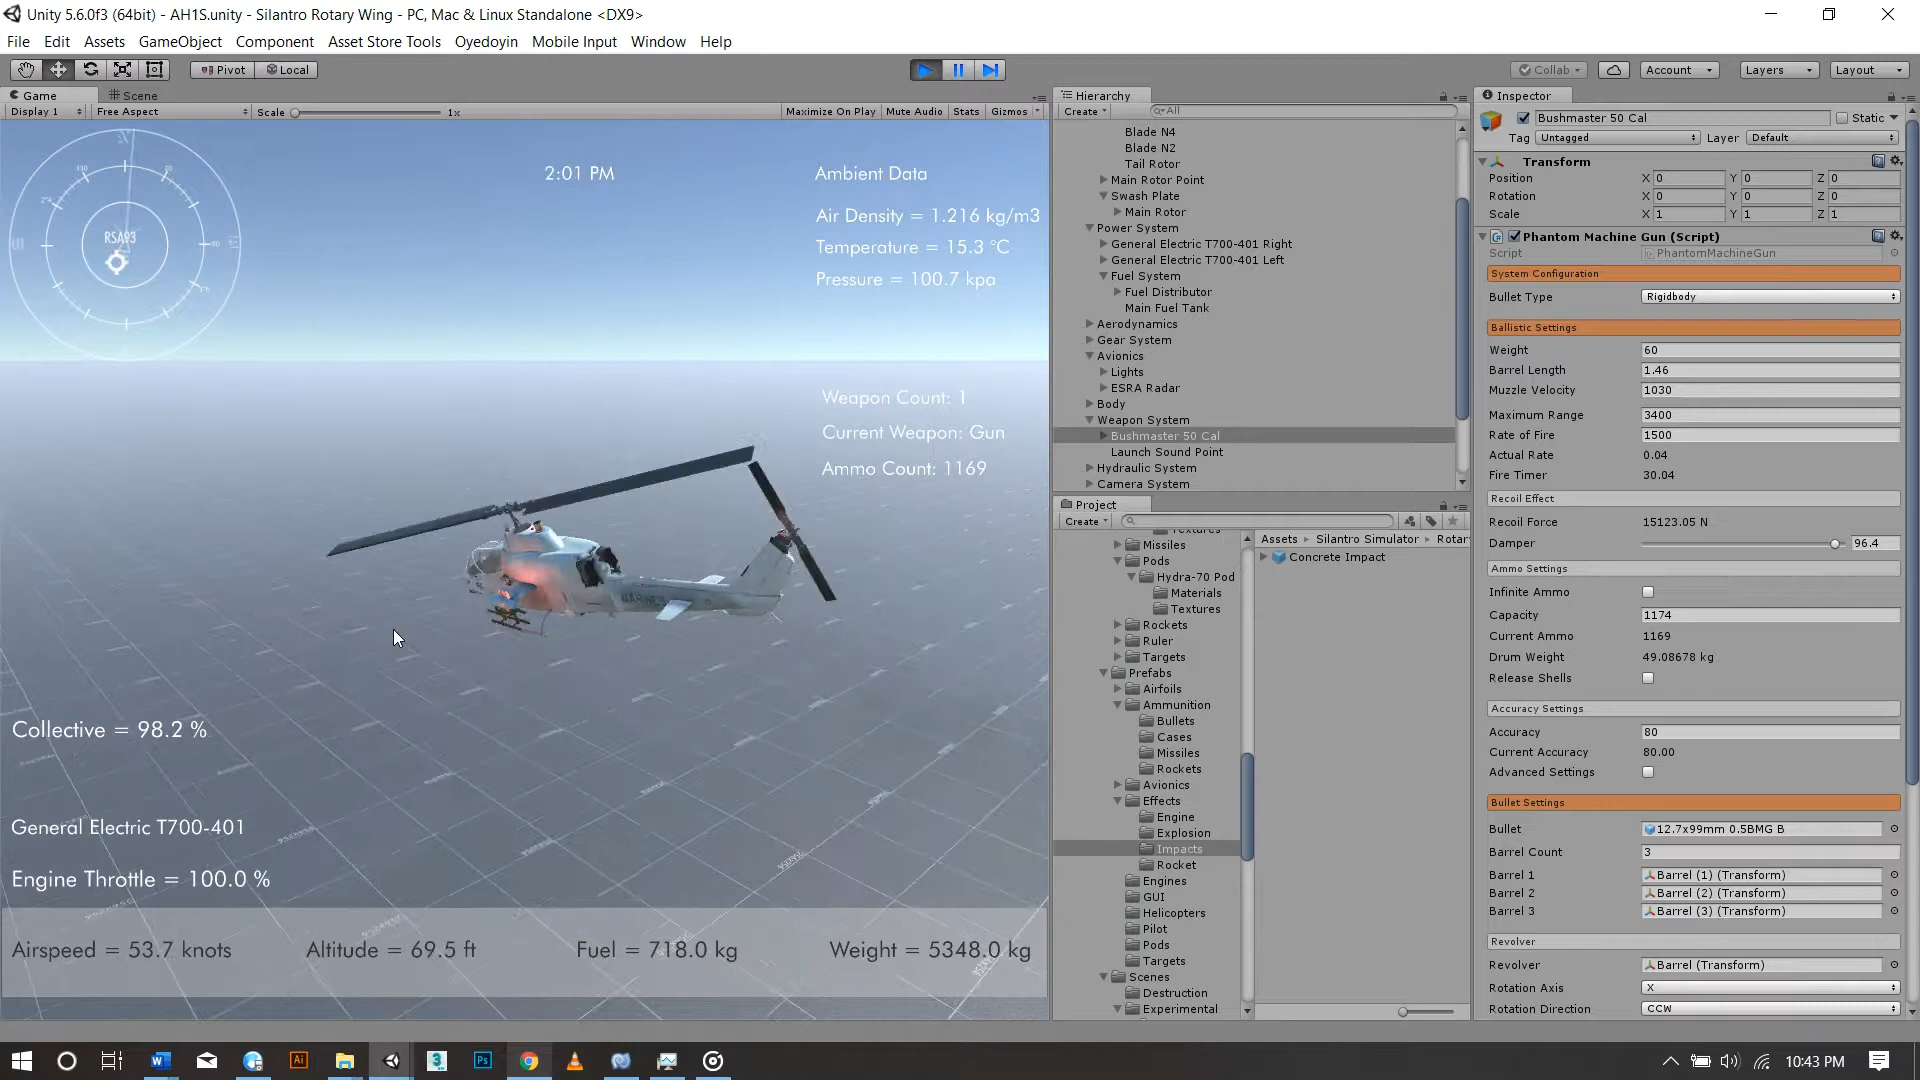 Unity 5.6.0f3 (64bit) - AH1S.unity - Silantro Rotary Wing - PC, Mac & Linux Standalone <DX9>
File Edit Assets GameObject Component Asset Store Tools Oyedoyin Mobile Input Window Help
Pivot Local Collab Account Layers Layout
Game Scene
Display 1 Free Aspect Scale 1x Maximize On Play Mute Audio Stats Gizmos
2:01 PM
Ambient Data
Air Density = 1.216 kg/m3
Temperature = 15.3 °C
Pressure = 100.7 kpa
RSA93
90
Weapon Count: 1
Current Weapon: Gun
Ammo Count: 1169
MARINES
Collective = 98.2 %
General Electric T700-401
Engine Throttle = 100.0 %
Airspeed = 53.7 knots Altitude = 69.5 ft Fuel = 718.0 kg Weight = 5348.0 kg
Hierarchy
Create All
Blade N4
Blade N2
Tail Rotor
Main Rotor Point
Swash Plate
Main Rotor
Power System
General Electric T700-401 Right
General Electric T700-401 Left
Fuel System
Fuel Distributor
Main Fuel Tank
Aerodynamics
Gear System
Avionics
Lights
ESRA Radar
Body
Weapon System
Bushmaster 50 Cal
Launch Sound Point
Hydraulic System
Camera System
Project
Create
Textures
Missiles
Pods
Hydra-70 Pod
Materials
Textures
Rockets
Ruler
Targets
Prefabs
Airfoils
Ammunition
Bullets
Cases
Missiles
Rockets
Avionics
Effects
Engine
Explosion
Impacts
Rocket
Engines
GUI
Helicopters
Pilot
Pods
Targets
Scenes
Destruction
Experimental
Assets Silantro Simulator Rotar
Concrete Impact
Inspector
Bushmaster 50 Cal Static
Tag Untagged Layer Default
Transform
Position X 0 Y 0 Z 0
Rotation X 0 Y 0 Z 0
Scale X 1 Y 1 Z 1
Phantom Machine Gun (Script)
Script PhantomMachineGun
System Configuration
Bullet Type Rigidbody
Ballistic Settings
Weight 60
Barrel Length 1.46
Muzzle Velocity 1030
Maximum Range 3400
Rate of Fire 1500
Actual Rate 0.04
Fire Timer 30.04
Recoil Effect
Recoil Force 15123.05 N
Damper 96.4
Ammo Settings
Infinite Ammo
Capacity 1174
Current Ammo 1169
Drum Weight 49.08678 kg
Release Shells
Accuracy Settings
Accuracy 80
Current Accuracy 80.00
Advanced Settings
Bullet Settings
Bullet 12.7x99mm 0.5BMG B
Barrel Count 3
Barrel 1 Barrel (1) (Transform)
Barrel 2 Barrel (2) (Transform)
Barrel 3 Barrel (3) (Transform)
Revolver
Revolver Barrel (Transform)
Rotation Axis X
Rotation Direction CCW
10:43 PM